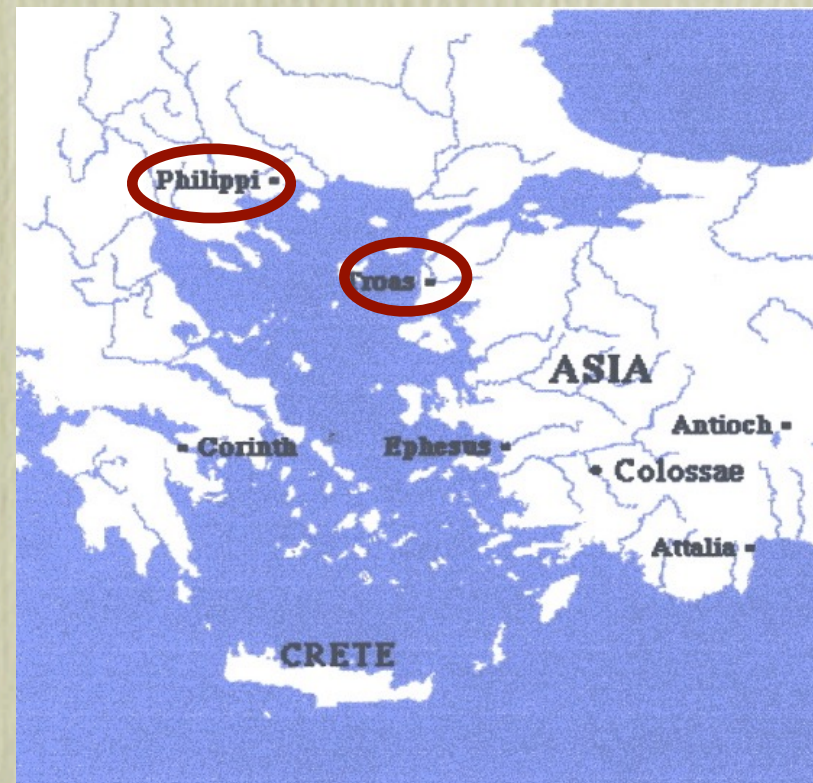 Philippi
Troas
ASIA
Antioch
Corinth
Ephesus
Colossae
Attalia
CRETE